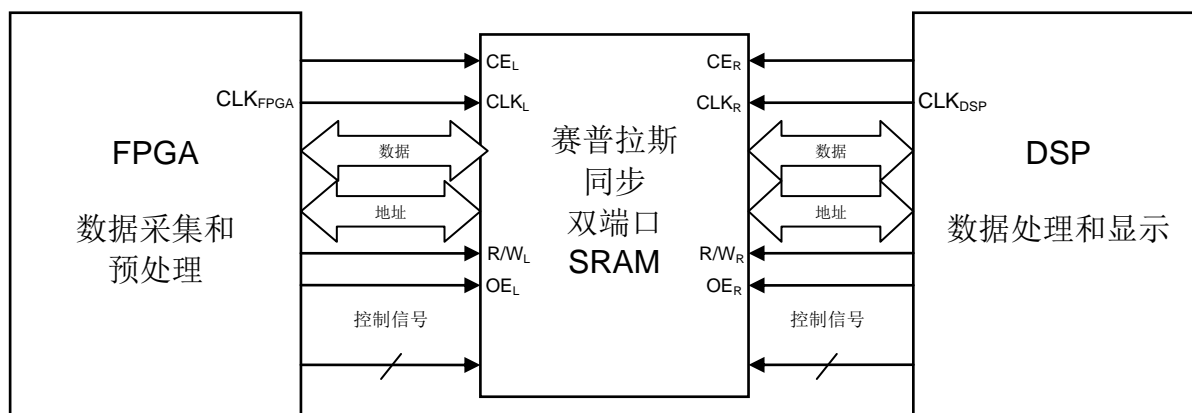 FPGA
数据采集和
预处理
CLK_FPGA
数据
地址
控制信号
CE_L
CLK_L
R/W_L
OE_L
赛普拉斯
同步
双端口
SRAM
CE_R
CLK_R
R/W_R
OE_R
数据
地址
控制信号
CLK_DSP
DSP
数据处理和显示